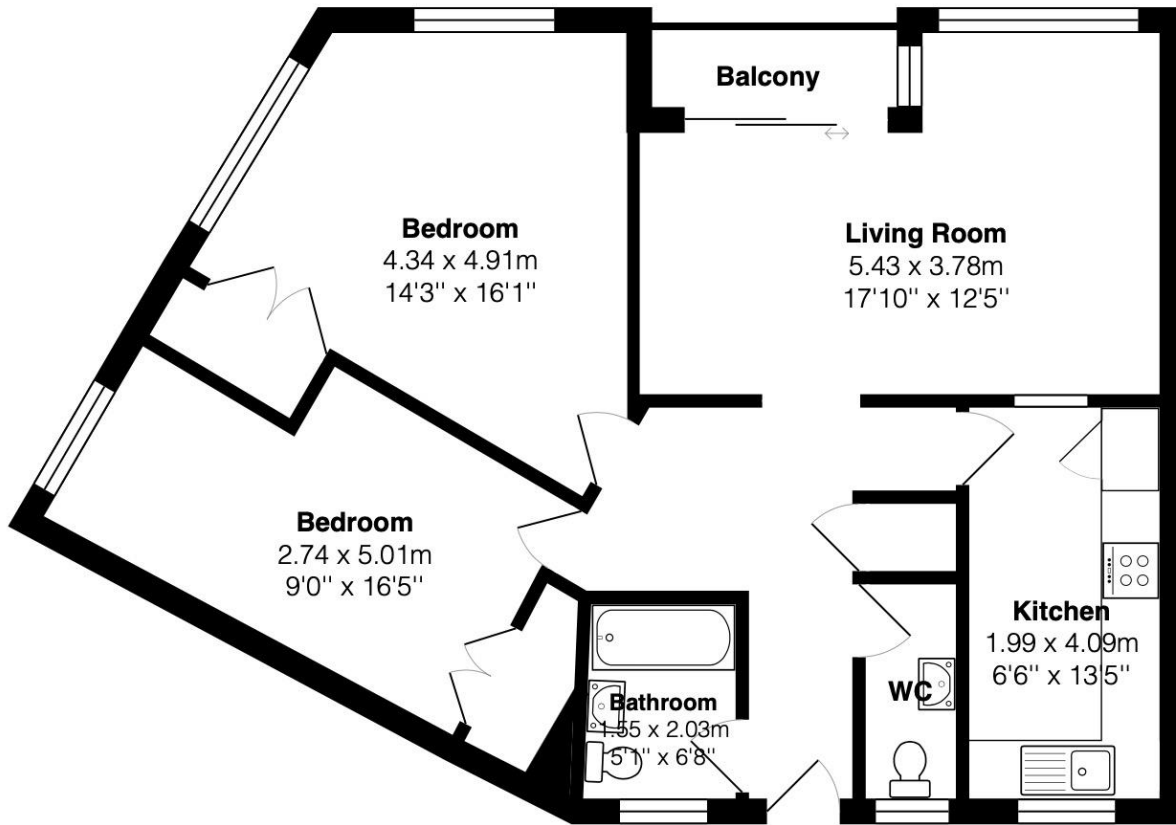 Balcony
Bedroom
4.34 x 4.91m
14'3'' x 16'1''
Living Room
5.43 x 3.78m
17'10'' x 12'5''
Bedroom
2.74 x 5.01m
9'0'' x 16'5''
Kitchen
1.99 x 4.09m
6'6'' x 13'5''
WC
Bathroom
1.55 x 2.03m
5'1'' x 6'8''